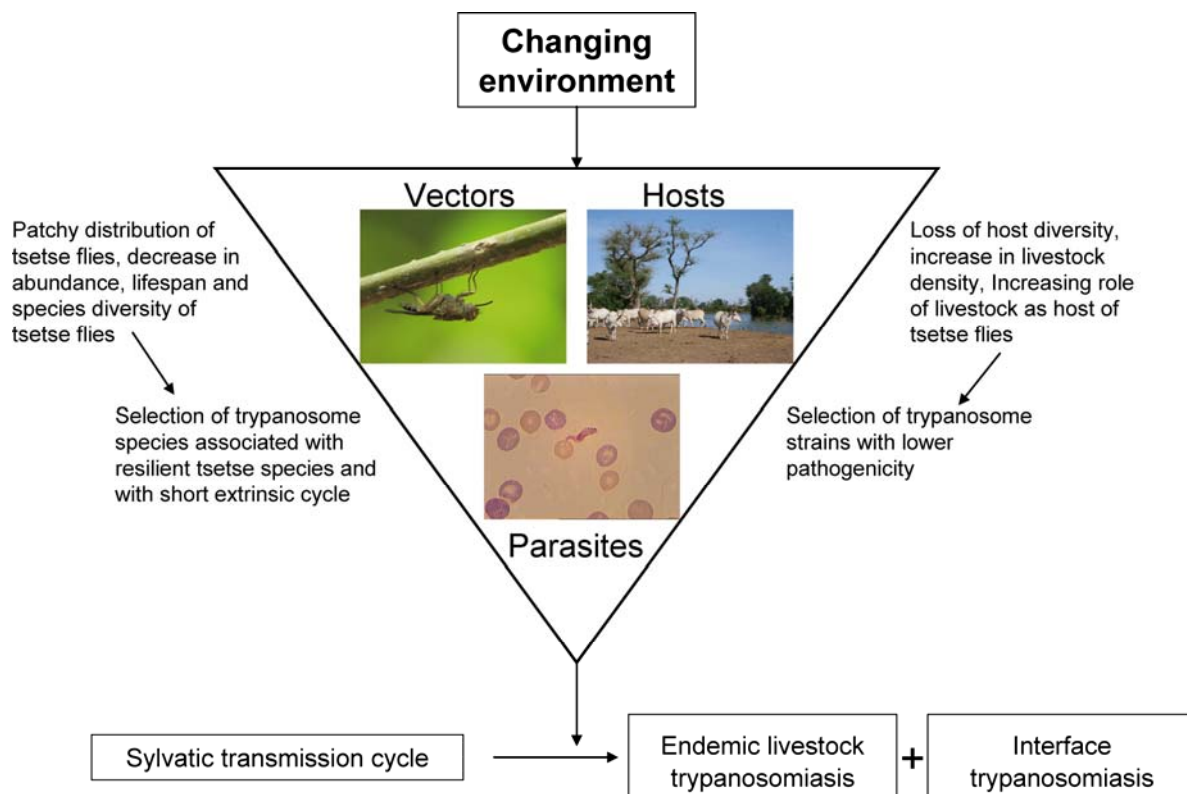 Changing
environment
Vectors
Hosts
Patchy distribution of
tsetse flies, decrease in
abundance, lifespan and
species diversity of
tsetse flies
Loss of host diversity,
increase in livestock
density, Increasing role
of livestock as host of
tsetse flies
Selection of trypanosome
species associated with
resilient tsetse species and
with short extrinsic cycle
Selection of trypanosome
strains with lower
pathogenicity
Parasites
Sylvatic transmission cycle
Endemic livestock
trypanosomiasis
+
Interface
trypanosomiasis